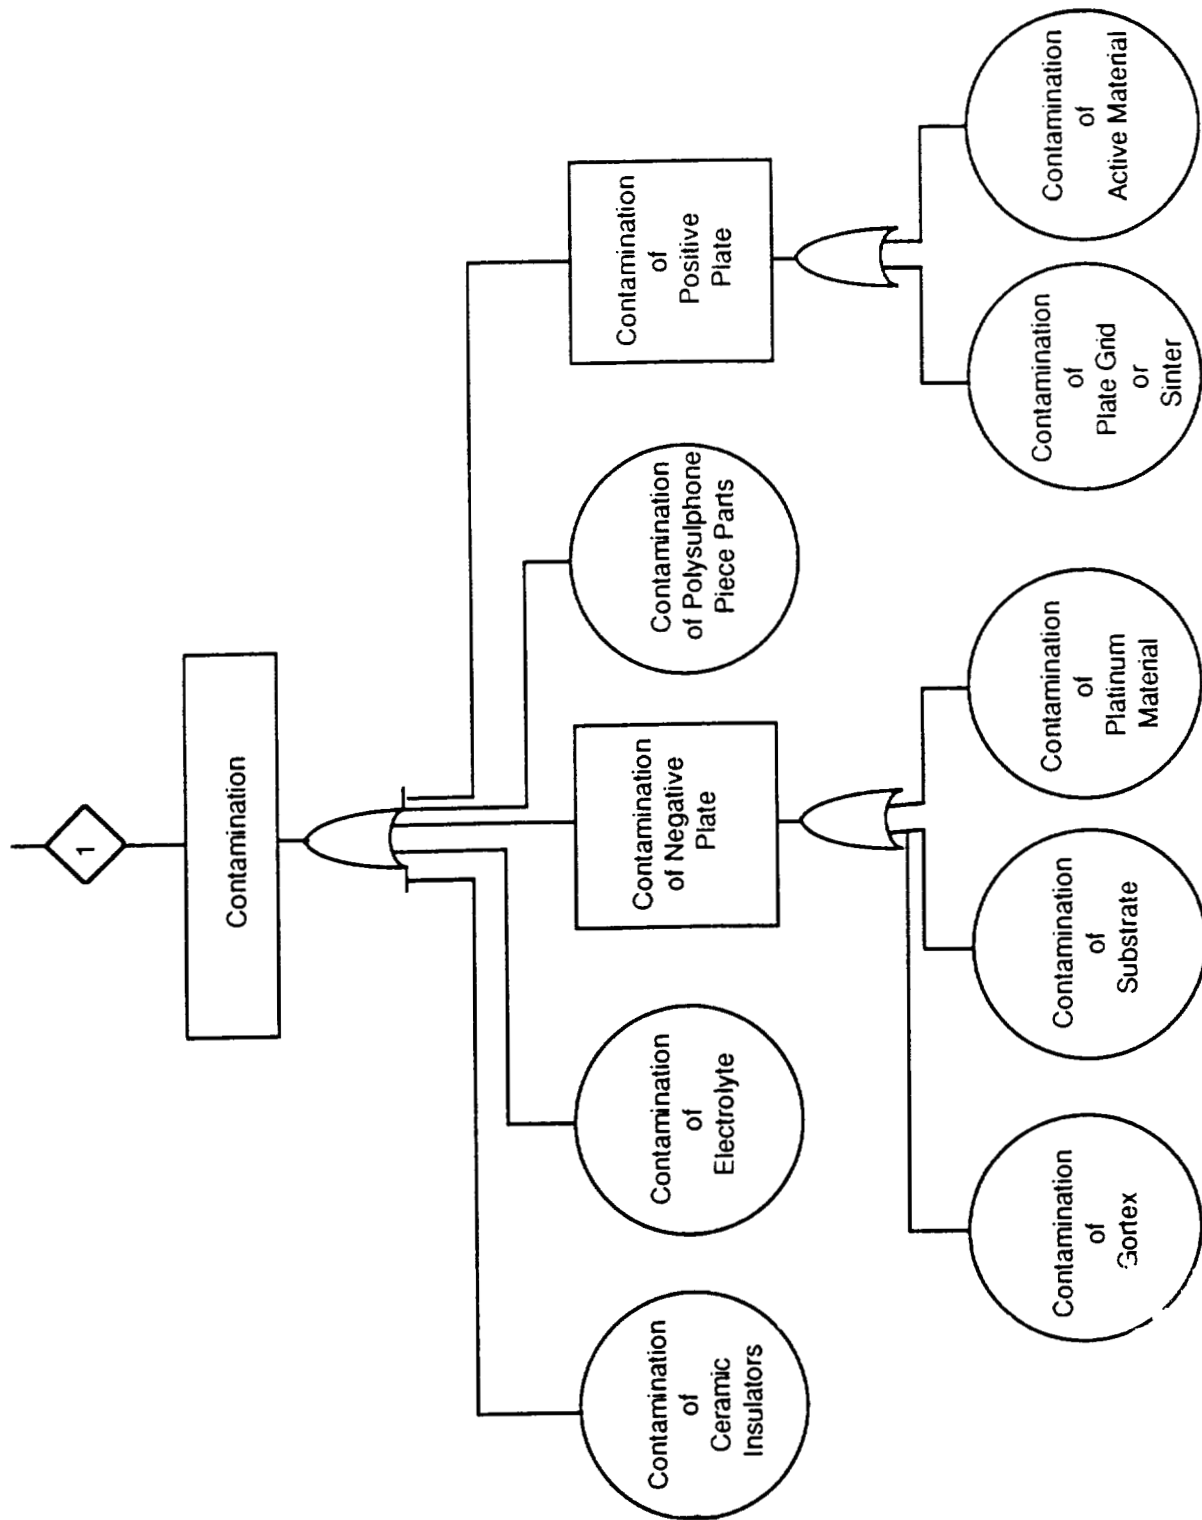 1
Contamination
Contamination
of
Ceramic
Insulators
Contamination
of
Electrolyte
Contamination
of Negative
Plate
Contamination
of Polysulphone
Piece Parts
Contamination
of
Positive
Plate
Contamination
of
Gortex
Contamination
of
Substrate
Contamination
of
Platinum
Material
Contamination
of
Plate Grid
or
Sinter
Contamination
of
Active Material